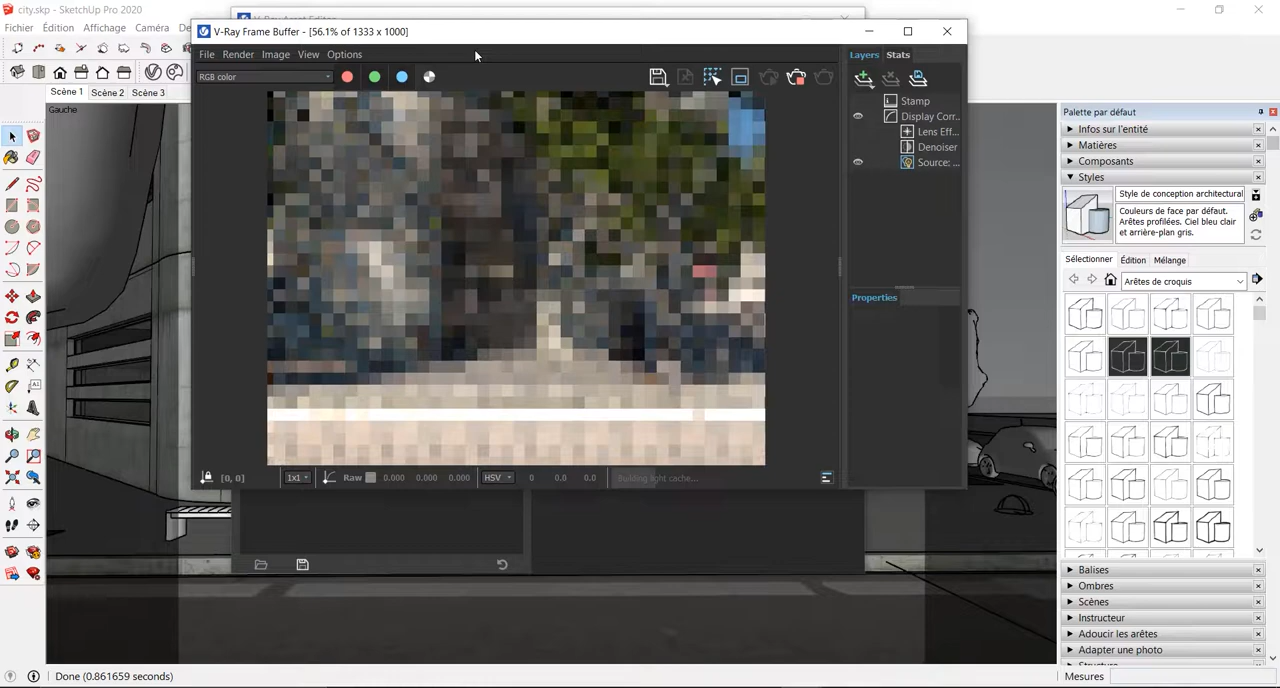 city.skp - SketchUp Pro 2020
Fichier Édition Affichage Caméra
V-Ray Frame Buffer - [56.1% of 1333 x 1000]
File Render Image View Options
Layers Stats
RGB color
Scène 1 Scène 2 Scène 3
Gauche
Stamp
Display Corr...
Lens Eff...
Denoiser
Source: ...
Properties
[0, 0] 1x1 Raw 0.000 0.000 0.000 HSV 0 0.0 0.0 Building light cache...
Palette par défaut
Infos sur l'entité
Matières
Composants
Styles
Style de conception architectural
Couleurs de face par défaut.
Arêtes profilées. Ciel bleu clair
et arrière-plan gris.
Sélectionner Édition Mélange
Arêtes de croquis
Balises
Ombres
Scènes
Instructeur
Adoucir les arêtes
Adapter une photo
Done (0.861659 seconds)
Mesures